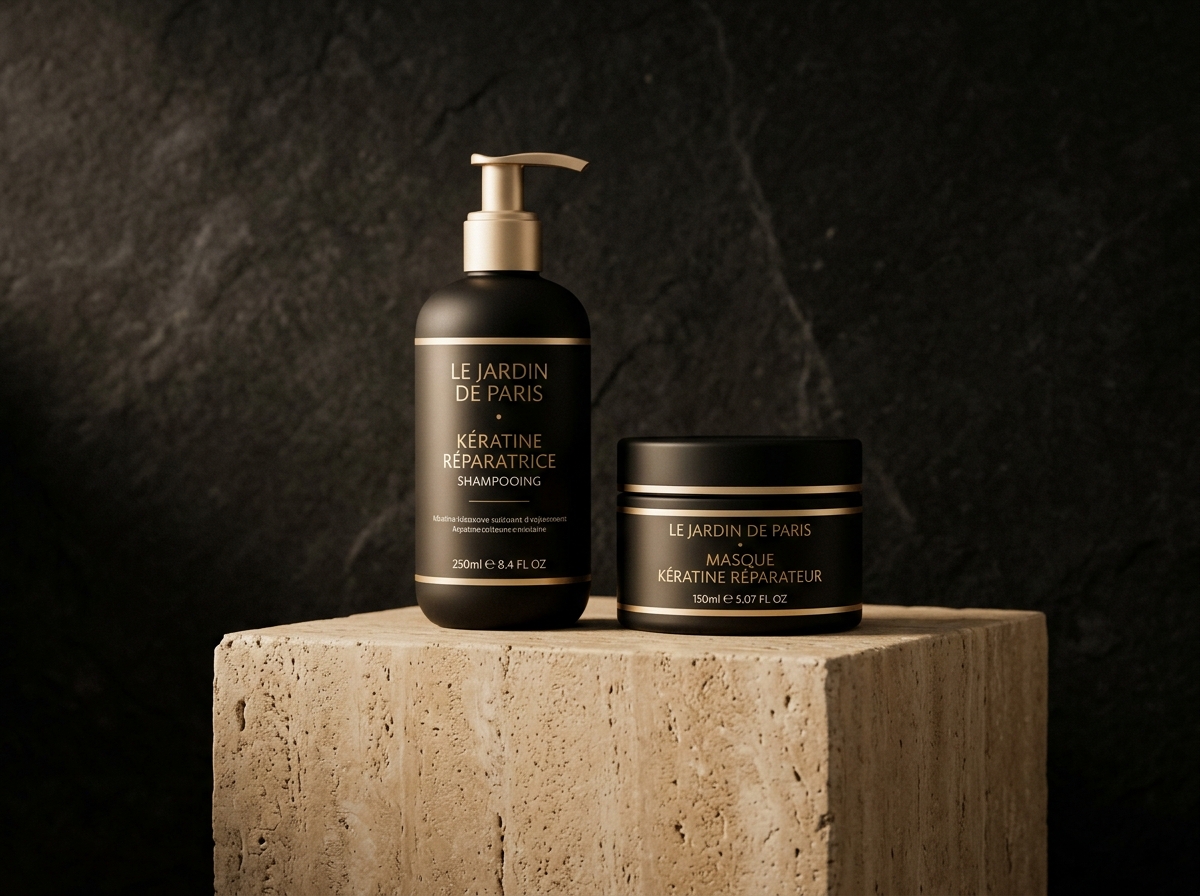 LE JARDIN
DE PARIS
KÉRATINE
RÉPARATRICE
SHAMPOOING
250ml ℮ 8.4 FL OZ
LE JARDIN DE PARIS
MASQUE
KÉRATINE RÉPARATEUR
150ml ℮ 5.07 FL OZ